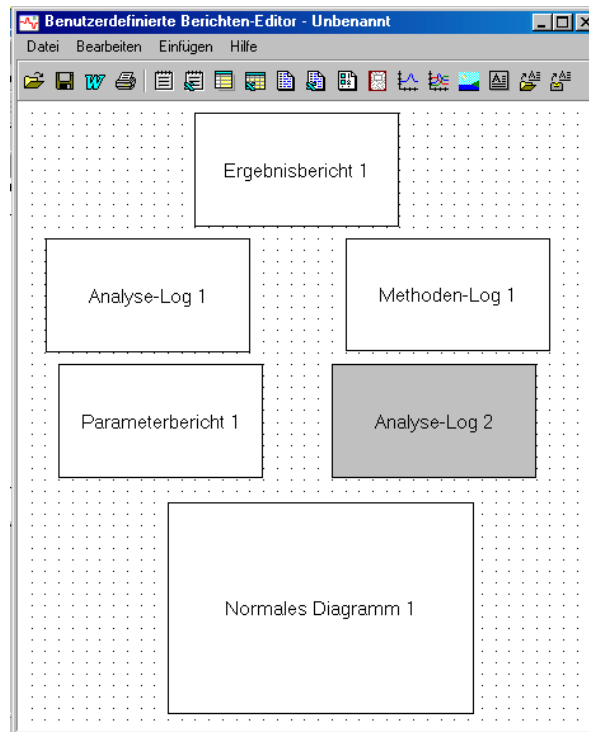 Benutzerdefinierte Berichten-Editor - Unbenannt
Datei Bearbeiten Einfügen Hilfe
Ergebnisbericht 1
Analyse-Log 1
Methoden-Log 1
Parameterbericht 1
Analyse-Log 2
Normales Diagramm 1